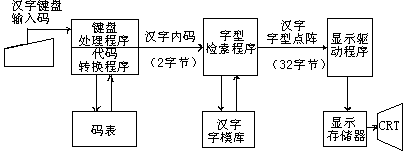 汉字键盘
输入码
键盘
处理程序
代码
转换程序
汉字内码
(2字节)
字型
检索程序
汉字
字型点阵
(32字节)
显示驱
动程序
码表
汉字
字模库
显示
存储器
CRT